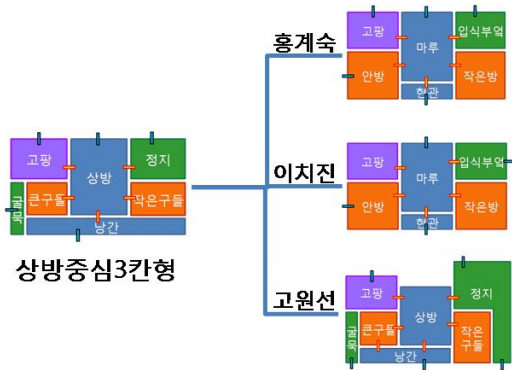 고팡
상방
정지
굴묵
큰구들
작은구들
낭간
상방중심3칸형
홍계숙
고팡
마루
입식부엌
안방
현관
작은방
이치진
고팡
마루
입식부엌
안방
현관
작은방
고원선
고팡
상방
정지
굴묵
큰구들
작은
구들
낭간